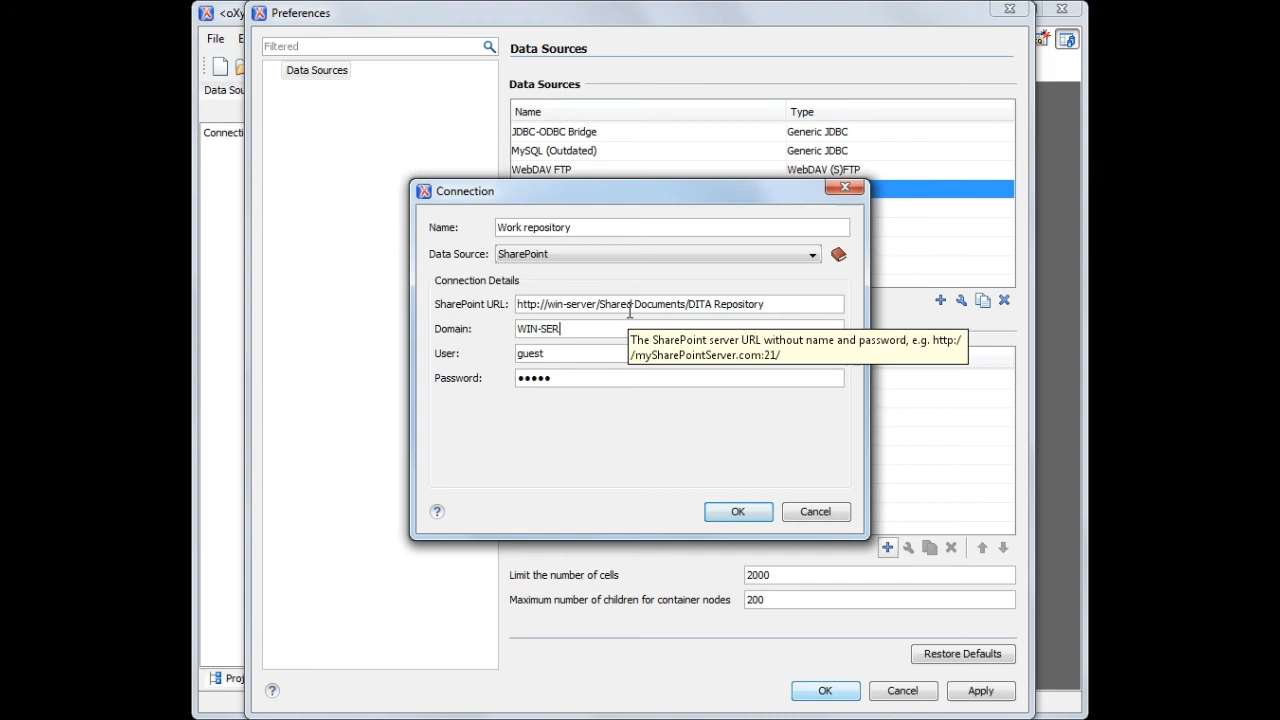 <oXy
Preferences
File
E
Filtered
Data Sources
Data Sources
Data Sou
Data Sources
Connecti
Name
Type
JDBC-ODBC Bridge
Generic JDBC
MySQL (Outdated)
Generic JDBC
WebDAV FTP
WebDAV (S)FTP
Connection
Name:
Work repository
Data Source:
SharePoint
Connection Details
SharePoint URL:
http://win-server/Shared Documents/DITA Repository
Domain:
WIN-SER
The SharePoint server URL without name and password, e.g. http:/
/mySharePointServer.com:21/
User:
guest
Password:
•••••
?
OK
Cancel
Limit the number of cells
2000
Maximum number of children for container nodes
200
Restore Defaults
Proj
?
OK
Cancel
Apply